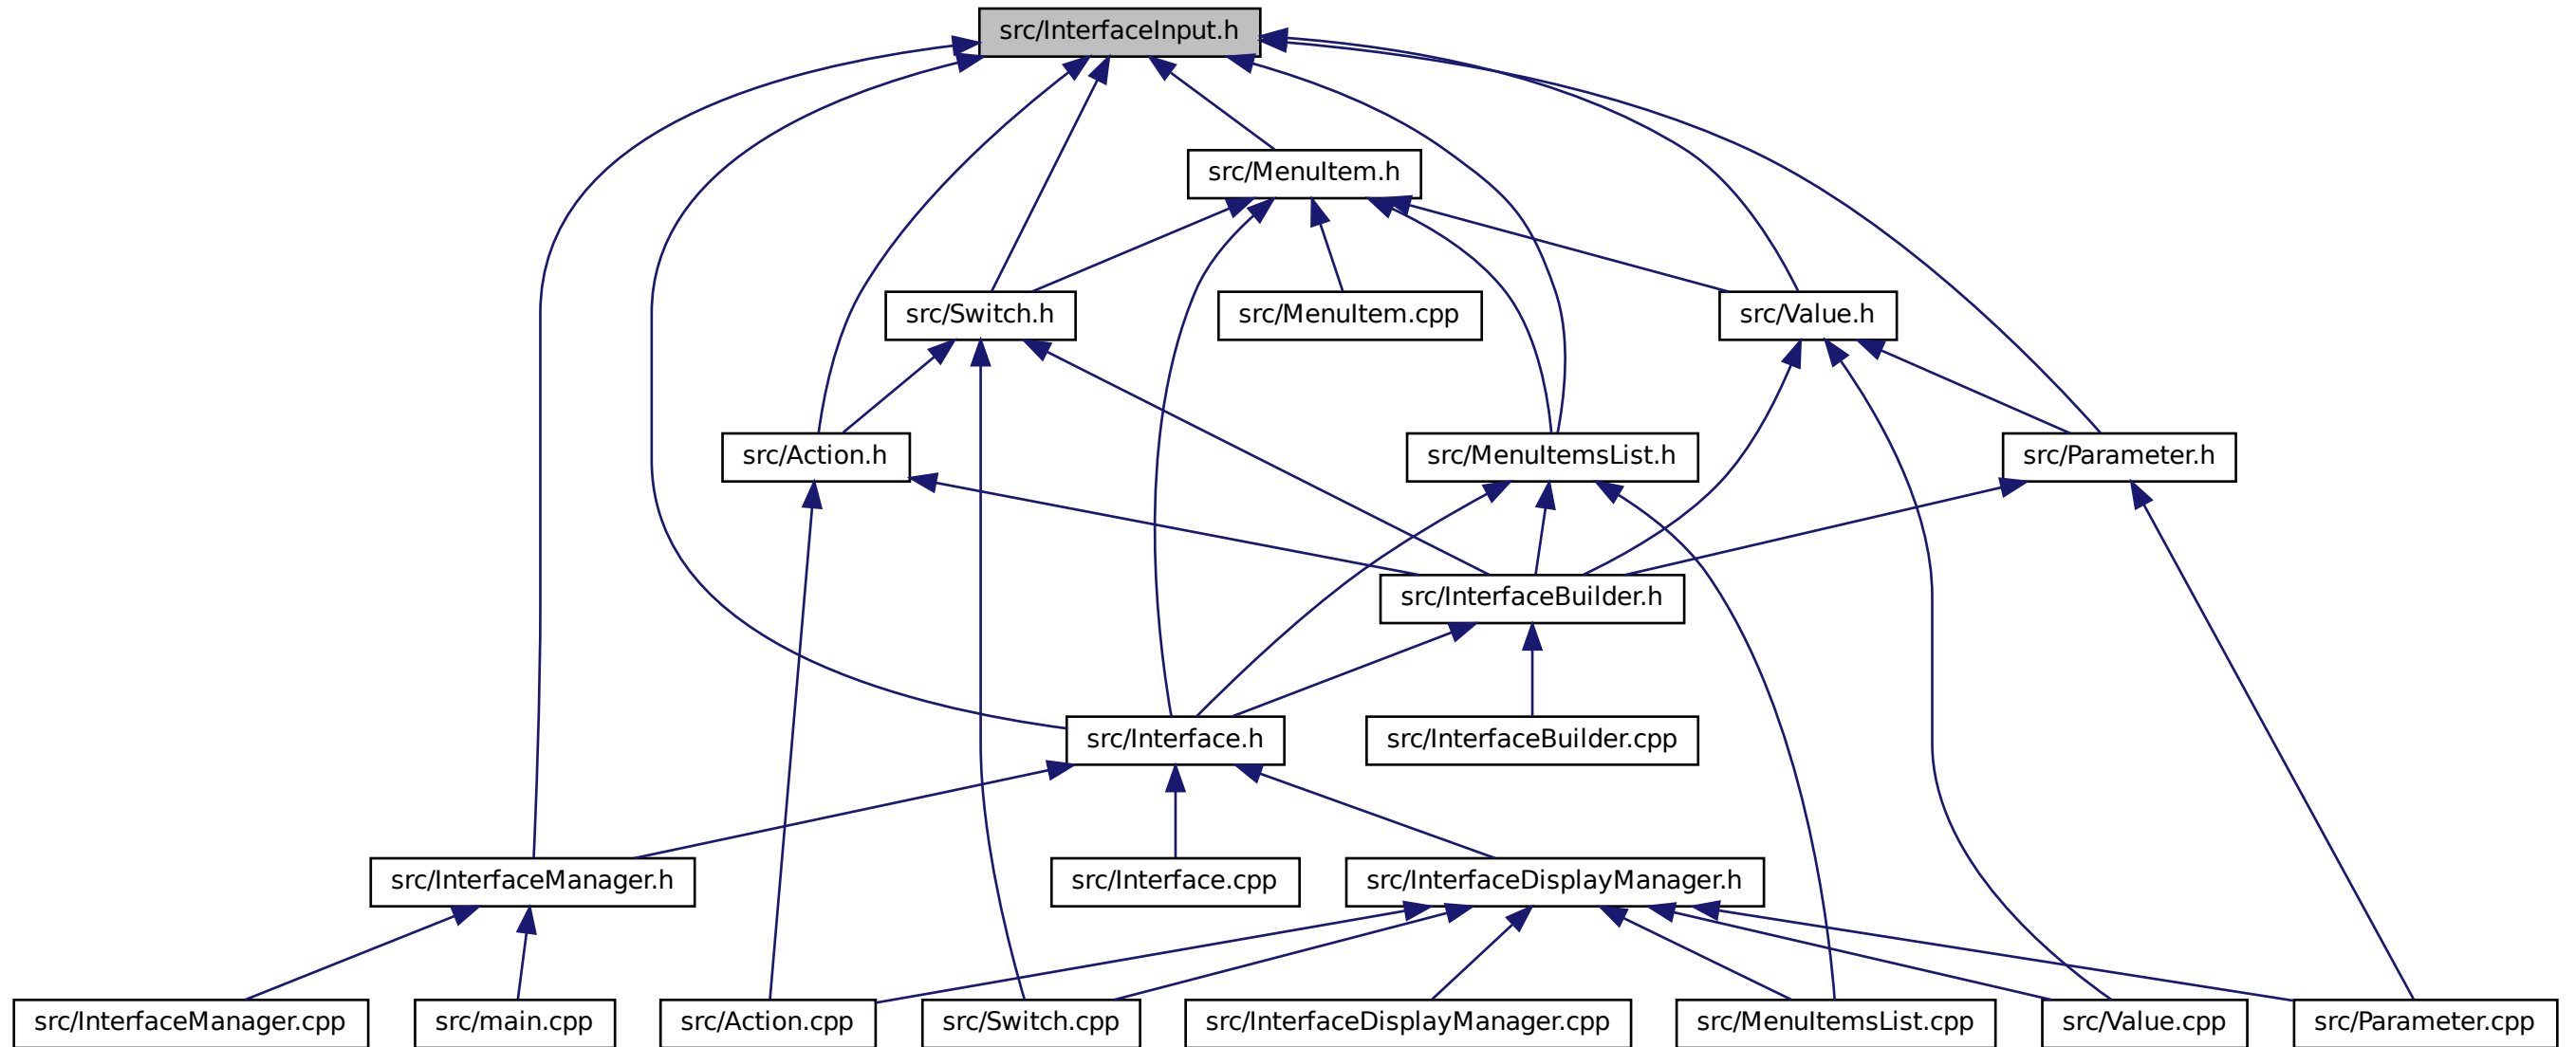 src/InterfaceInput.h
src/MenuItem.h
src/Switch.h
src/MenuItem.cpp
src/Value.h
src/Action.h
src/MenuItemsList.h
src/Parameter.h
src/InterfaceBuilder.h
src/Interface.h
src/InterfaceBuilder.cpp
src/InterfaceManager.h
src/Interface.cpp
src/InterfaceDisplayManager.h
src/InterfaceManager.cpp
src/main.cpp
src/Action.cpp
src/Switch.cpp
src/InterfaceDisplayManager.cpp
src/MenuItemsList.cpp
src/Value.cpp
src/Parameter.cpp